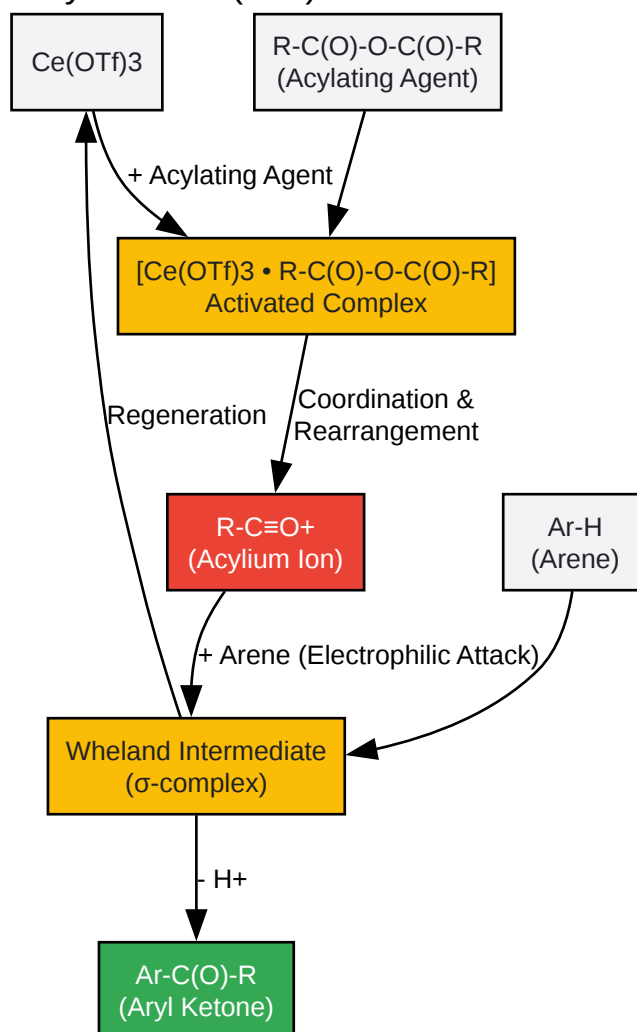 Ce(OTf)3
R-C(O)-O-C(O)-R
(Acylating Agent)
+ Acylating Agent
[Ce(OTf)3 • R-C(O)-O-C(O)-R]
Activated Complex
Regeneration
Coordination &
Rearrangement
R-C≡O+
(Acylium Ion)
Ar-H
(Arene)
+ Arene (Electrophilic Attack)
Wheland Intermediate
(σ-complex)
- H+
Ar-C(O)-R
(Aryl Ketone)